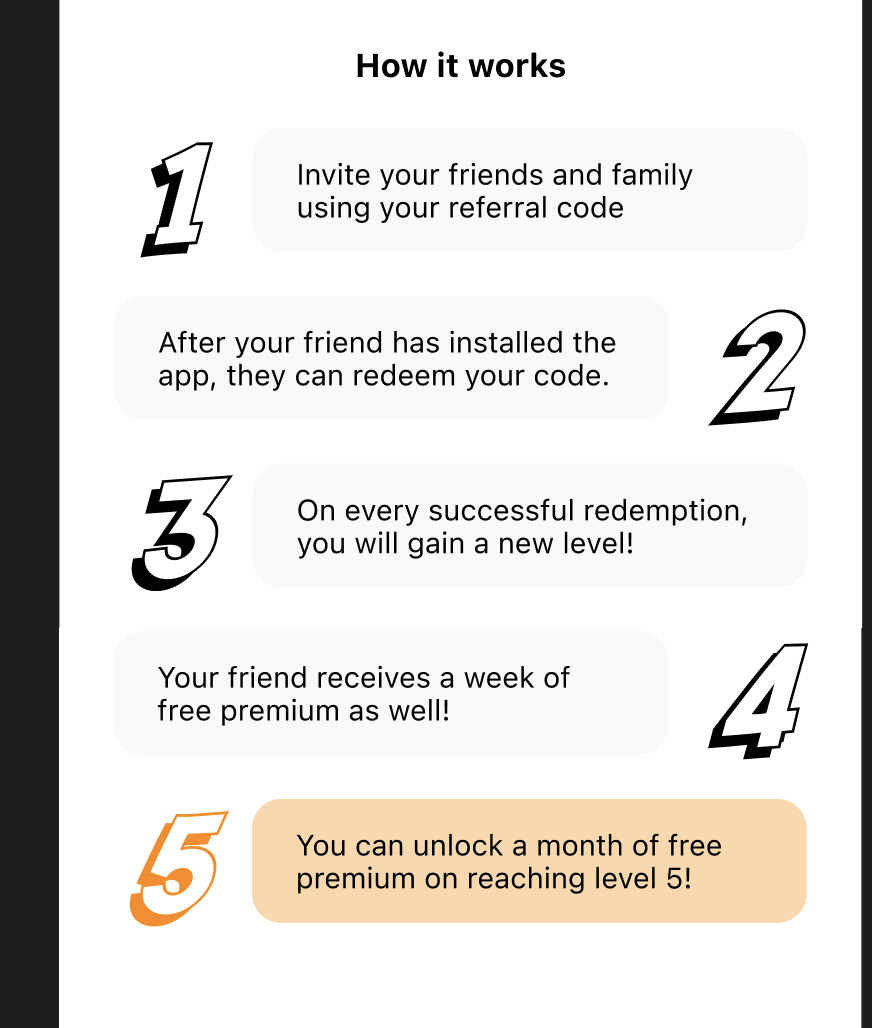 How it works
1
Invite your friends and family
using your referral code
After your friend has installed the
app, they can redeem your code.
2
3
On every successful redemption,
you will gain a new level!
Your friend receives a week of
free premium as well!
4
5
You can unlock a month of free
premium on reaching level 5!